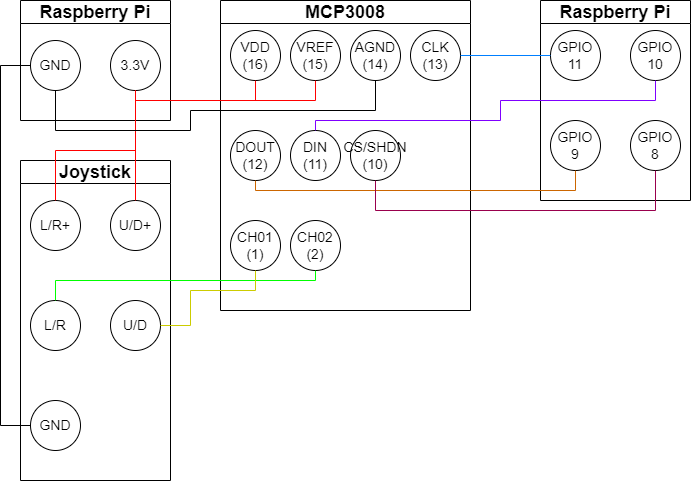 Raspberry Pi
MCP3008
Raspberry Pi
GND
3.3V
VDD
(16)
VREF
(15)
AGND
(14)
CLK
(13)
GPIO
11
GPIO
10
DOUT
(12)
DIN
(11)
CS/SHDN
(10)
GPIO
9
GPIO
8
Joystick
L/R+
U/D+
CH01
(1)
CH02
(2)
L/R
U/D
GND